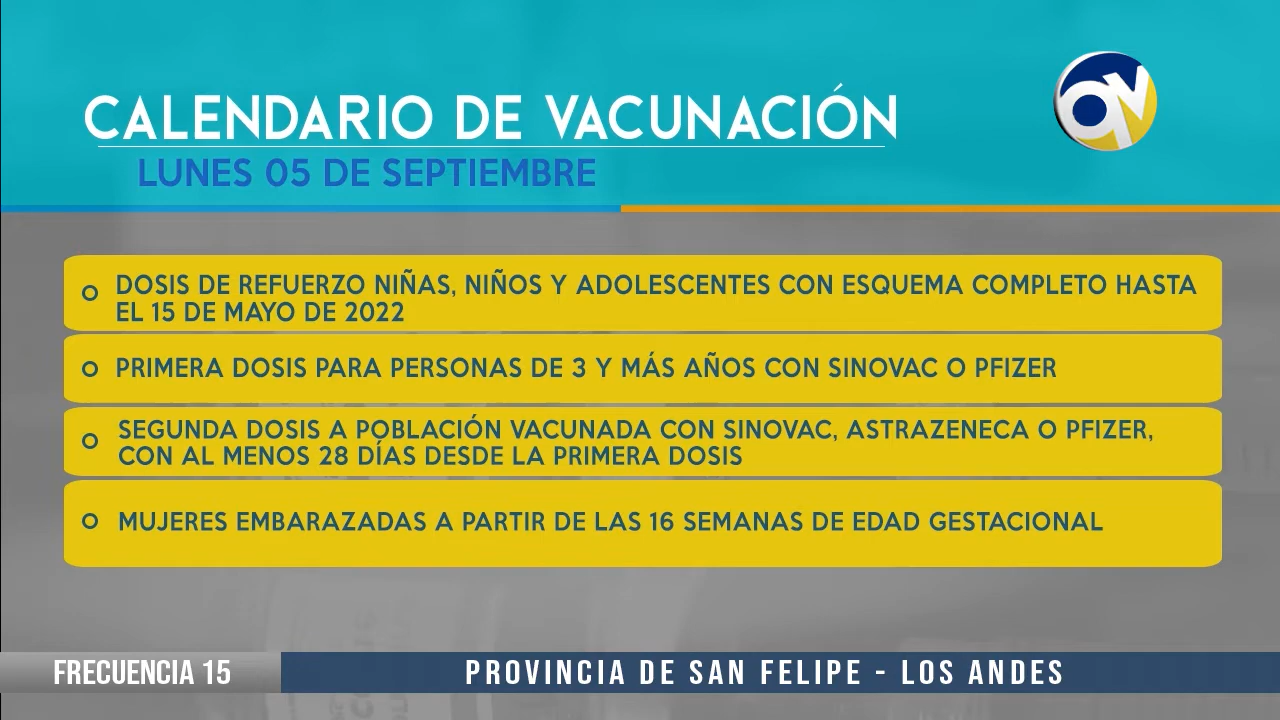 CALENDARIO DE VACUNACIÓN
LUNES 05 DE SEPTIEMBRE
DOSIS DE REFUERZO NIÑAS, NIÑOS Y ADOLESCENTES CON ESQUEMA COMPLETO HASTA
EL 15 DE MAYO DE 2022
PRIMERA DOSIS PARA PERSONAS DE 3 Y MÁS AÑOS CON SINOVAC O PFIZER
SEGUNDA DOSIS A POBLACIÓN VACUNADA CON SINOVAC, ASTRAZENECA O PFIZER,
CON AL MENOS 28 DÍAS DESDE LA PRIMERA DOSIS
MUJERES EMBARAZADAS A PARTIR DE LAS 16 SEMANAS DE EDAD GESTACIONAL
FRECUENCIA 15
PROVINCIA DE SAN FELIPE - LOS ANDES